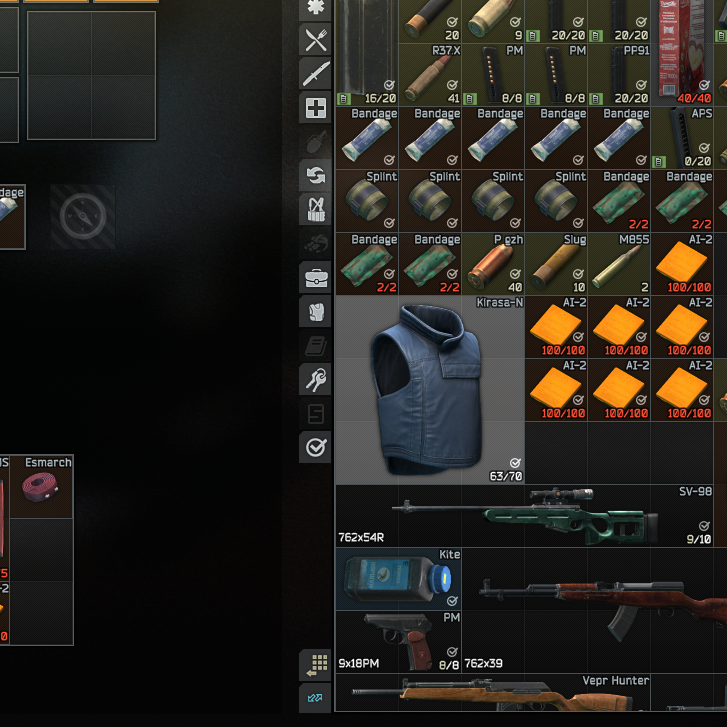 20 9 20/20 20/20
R37.X PM PM PP91
16/20 41 8/8 8/8 20/20 40/40
Bandage Bandage Bandage Bandage Bandage APS
0/20
dage Splint Splint Splint Splint Bandage Bandage
2/2 2/2
Bandage Bandage P gzh Slug M855 AI-2
2/2 2/2 40 10 2 100/100
Kirasa-N AI-2 AI-2 AI-2
100/100 100/100 100/100
AI-2 AI-2 AI-2
100/100 100/100 100/100
Esmarch
63/70
SV-98
762x54R 9/10
Kite
PM
9x18PM 8/8 762x39
Vepr Hunter